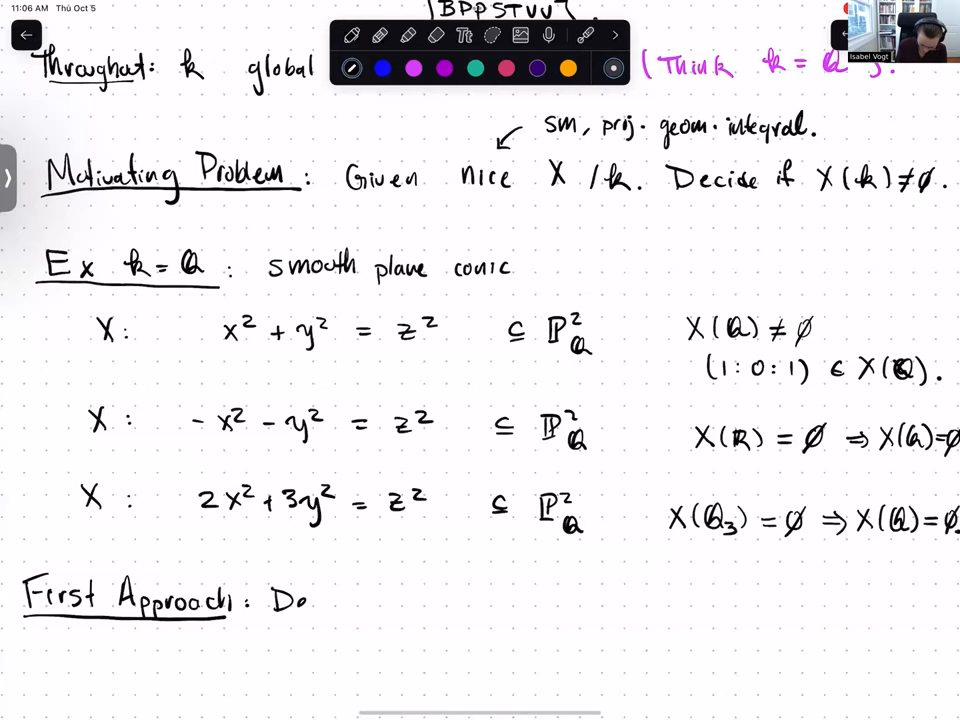 11:06 AM Thú Oct 5
[BPPSTVV].
Tt
Throughout: k global
(Think k = Q).
Isabel Vogt
sm, proj. geom. integral.
Motivating Problem: Given nice X /k. Decide if X(k) ≠ ∅.
Ex k = Q: smooth plane conic
X: x² + y² = z² ⊆ ℙ²_Q X(Q) ≠ ∅
(1:0:1) ∈ X(Q).
X: -x² - y² = z² ⊆ ℙ²_Q X(R) = ∅ ⇒ X(Q)=∅
X: 2x² + 3y² = z² ⊆ ℙ²_Q X(Q₃) = ∅ ⇒ X(Q)=∅.
First Approach: Do